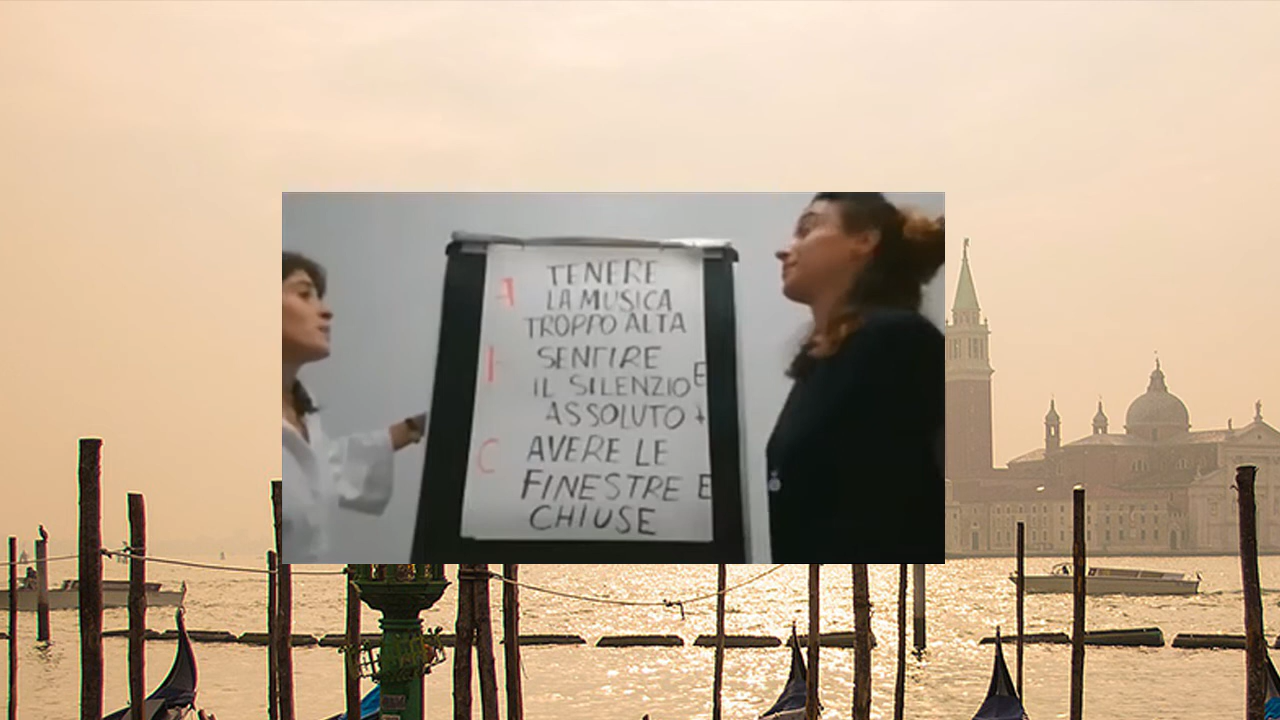 A TENERE
LA MUSICA
TROPPO ALTA
SENTIRE
IL SILENZIO E
ASSOLUTO
C AVERE LE
FINESTRE E
CHIUSE